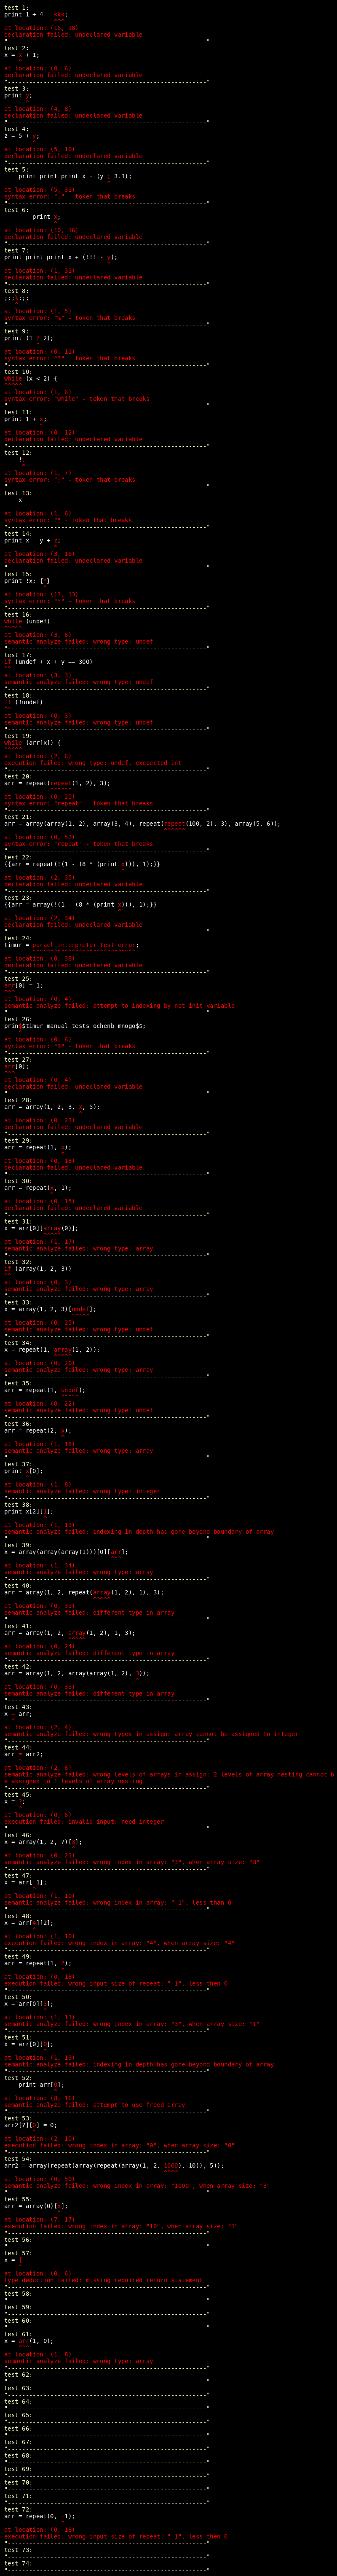 test 1:
print 1 + 4 - kkk;
^^^
at location: (10, 18)
declaration failed: undeclared variable
"--------------------------------------------------------"
test 2:
x = x + 1;
^
at location: (0, 6)
declaration failed: undeclared variable
"--------------------------------------------------------"
test 3:
print y;
^
at location: (4, 8)
declaration failed: undeclared variable
"--------------------------------------------------------"
test 4:
z = 5 + y;
^
at location: (5, 10)
declaration failed: undeclared variable
"--------------------------------------------------------"
test 5:
print print print x - (y . 3.1);
^
at location: (5, 31)
syntax error: "." - token that breaks
"--------------------------------------------------------"
test 6:
print x;
^
at location: (10, 16)
declaration failed: undeclared variable
"--------------------------------------------------------"
test 7:
print print print x + (!!! - y);
^
at location: (1, 31)
declaration failed: undeclared variable
"--------------------------------------------------------"
test 8:
;;;%;;;
^
at location: (1, 5)
syntax error: "%" - token that breaks
"--------------------------------------------------------"
test 9:
print (1 ? 2);
^
at location: (0, 11)
syntax error: "?" - token that breaks
"--------------------------------------------------------"
test 10:
while (x < 2) {
^^^^^
at location: (1, 6)
syntax error: "while" - token that breaks
"--------------------------------------------------------"
test 11:
print 1 + x;
^
at location: (0, 12)
declaration failed: undeclared variable
"--------------------------------------------------------"
test 12:
!:
^
at location: (1, 7)
syntax error: ":" - token that breaks
"--------------------------------------------------------"
test 13:
x
at location: (1, 6)
syntax error: "" - token that breaks
"--------------------------------------------------------"
test 14:
print x - y + z;
^
at location: (3, 16)
declaration failed: undeclared variable
"--------------------------------------------------------"
test 15:
print !x; {^}
^
at location: (13, 13)
syntax error: "^" - token that breaks
"--------------------------------------------------------"
test 16:
while (undef)
^^^^^
at location: (3, 6)
semantic analyze failed: wrong type: undef
"--------------------------------------------------------"
test 17:
if (undef + x + y == 300)
^^
at location: (3, 3)
semantic analyze failed: wrong type: undef
"--------------------------------------------------------"
test 18:
if (!undef)
^^
at location: (0, 3)
semantic analyze failed: wrong type: undef
"--------------------------------------------------------"
test 19:
while (arr[x]) {
^^^^^
at location: (2, 6)
execution failed: wrong type: undef, excpected int
"--------------------------------------------------------"
test 20:
arr = repeat(repeat(1, 2), 3);
^^^^^^
at location: (0, 20)
syntax error: "repeat" - token that breaks
"--------------------------------------------------------"
test 21:
arr = array(array(1, 2), array(3, 4), repeat(repeat(100, 2), 3), array(5, 6));
^^^^^^
at location: (0, 52)
syntax error: "repeat" - token that breaks
"--------------------------------------------------------"
test 22:
{{arr = repeat(!(1 - (8 * (print x))), 1);}}
^
at location: (2, 35)
declaration failed: undeclared variable
"--------------------------------------------------------"
test 23:
{{arr = array(!(1 - (8 * (print x))), 1);}}
^
at location: (2, 34)
declaration failed: undeclared variable
"--------------------------------------------------------"
test 24:
timur = paracl_interpreter_test_error;
^^^^^^^^^^^^^^^^^^^^^^^^^^^^^
at location: (0, 38)
declaration failed: undeclared variable
"--------------------------------------------------------"
test 25:
arr[0] = 1;
^^^
at location: (0, 4)
semantic analyze failed: attempt to indexing by not init variable
"--------------------------------------------------------"
test 26:
print$timur_manual_tests_ochenb_mnogo$$;
^
at location: (0, 6)
syntax error: "$" - token that breaks
"--------------------------------------------------------"
test 27:
arr[0];
^^^
at location: (0, 4)
declaration failed: undeclared variable
"--------------------------------------------------------"
test 28:
arr = array(1, 2, 3, x, 5);
^
at location: (0, 23)
declaration failed: undeclared variable
"--------------------------------------------------------"
test 29:
arr = repeat(1, x);
^
at location: (0, 18)
declaration failed: undeclared variable
"--------------------------------------------------------"
test 30:
arr = repeat(x, 1);
^
at location: (0, 15)
declaration failed: undeclared variable
"--------------------------------------------------------"
test 31:
x = arr[0][array(0)];
^^^^^
at location: (1, 17)
semantic analyze failed: wrong type: array
"--------------------------------------------------------"
test 32:
if (array(1, 2, 3))
^^
at location: (0, 3)
semantic analyze failed: wrong type: array
"--------------------------------------------------------"
test 33:
x = array(1, 2, 3)[undef];
^^^^^
at location: (0, 25)
semantic analyze failed: wrong type: undef
"--------------------------------------------------------"
test 34:
x = repeat(1, array(1, 2));
^^^^^
at location: (0, 20)
semantic analyze failed: wrong type: array
"--------------------------------------------------------"
test 35:
arr = repeat(1, undef);
^^^^^
at location: (0, 22)
semantic analyze failed: wrong type: undef
"--------------------------------------------------------"
test 36:
arr = repeat(2, x);
^
at location: (1, 18)
semantic analyze failed: wrong type: array
"--------------------------------------------------------"
test 37:
print x[0];
^
at location: (1, 8)
semantic analyze failed: wrong type: integer
"--------------------------------------------------------"
test 38:
print x[2][1];
^
at location: (1, 13)
semantic analyze failed: indexing in depth has gone beyond boundary of array
"--------------------------------------------------------"
test 39:
x = array(array(array(1)))[0][arr];
^^^
at location: (1, 34)
semantic analyze failed: wrong type: array
"--------------------------------------------------------"
test 40:
arr = array(1, 2, repeat(array(1, 2), 1), 3);
^^^^^
at location: (0, 31)
semantic analyze failed: different type in array
"--------------------------------------------------------"
test 41:
arr = array(1, 2, array(1, 2), 1, 3);
^^^^^
at location: (0, 24)
semantic analyze failed: different type in array
"--------------------------------------------------------"
test 42:
arr = array(1, 2, array(array(1, 2), 3));
^
at location: (0, 39)
semantic analyze failed: different type in array
"--------------------------------------------------------"
test 43:
x = arr;
^
at location: (2, 4)
semantic analyze failed: wrong types in assign: array cannot be assigned to integer
"--------------------------------------------------------"
test 44:
arr = arr2;
^
at location: (2, 6)
semantic analyze failed: wrong levels of arrays in assign: 2 levels of array nesting cannot b
e assigned to 1 levels of array nesting
"--------------------------------------------------------"
test 45:
x = ?;
^
at location: (0, 6)
execution failed: invalid input: need integer
"--------------------------------------------------------"
test 46:
x = array(1, 2, ?)[3];
^
at location: (0, 21)
semantic analyze failed: wrong index in array: "3", when array size: "3"
"--------------------------------------------------------"
test 47:
x = arr[-1];
^
at location: (1, 10)
semantic analyze failed: wrong index in array: "-1", less than 0
"--------------------------------------------------------"
test 48:
x = arr[4][2];
^
at location: (1, 10)
execution failed: wrong index in array: "4", when array size: "4"
"--------------------------------------------------------"
test 49:
arr = repeat(1, ?);
^
at location: (0, 18)
execution failed: wrong input size of repeat: "-1", less then 0
"--------------------------------------------------------"
test 50:
x = arr[0][3];
^
at location: (1, 13)
semantic analyze failed: wrong index in array: "3", when array size: "1"
"--------------------------------------------------------"
test 51:
x = arr[0][0];
^
at location: (1, 13)
semantic analyze failed: indexing in depth has gone beyond boundary of array
"--------------------------------------------------------"
test 52:
print arr[0];
^
at location: (0, 16)
semantic analyze failed: attempt to use freed array
"--------------------------------------------------------"
test 53:
arr2[?][0] = 0;
^
at location: (2, 10)
execution failed: wrong index in array: "0", when array size: "0"
"--------------------------------------------------------"
test 54:
arr2 = array(repeat(array(repeat(array(1, 2, 1000), 10)), 5));
^^^^
at location: (0, 50)
semantic analyze failed: wrong index in array: "1000", when array size: "3"
"--------------------------------------------------------"
test 55:
arr = array(0)[x];
^
at location: (7, 17)
execution failed: wrong index in array: "10", when array size: "1"
"--------------------------------------------------------"
test 56:
"--------------------------------------------------------"
test 57:
x = {
^
at location: (0, 6)
type deduction failed: missing required return statement
"--------------------------------------------------------"
test 58:
"--------------------------------------------------------"
test 59:
"--------------------------------------------------------"
test 60:
"--------------------------------------------------------"
test 61:
x = arr(1, 0);
^^^
at location: (1, 8)
semantic analyze failed: wrong type: array
"--------------------------------------------------------"
test 62:
"--------------------------------------------------------"
test 63:
"--------------------------------------------------------"
test 64:
"--------------------------------------------------------"
test 65:
"--------------------------------------------------------"
test 66:
"--------------------------------------------------------"
test 67:
"--------------------------------------------------------"
test 68:
"--------------------------------------------------------"
test 69:
"--------------------------------------------------------"
test 70:
"--------------------------------------------------------"
test 71:
"--------------------------------------------------------"
test 72:
arr = repeat(0, -1);
^
at location: (0, 18)
execution failed: wrong input size of repeat: "-1", less then 0
"--------------------------------------------------------"
test 73:
"--------------------------------------------------------"
test 74:
"--------------------------------------------------------"